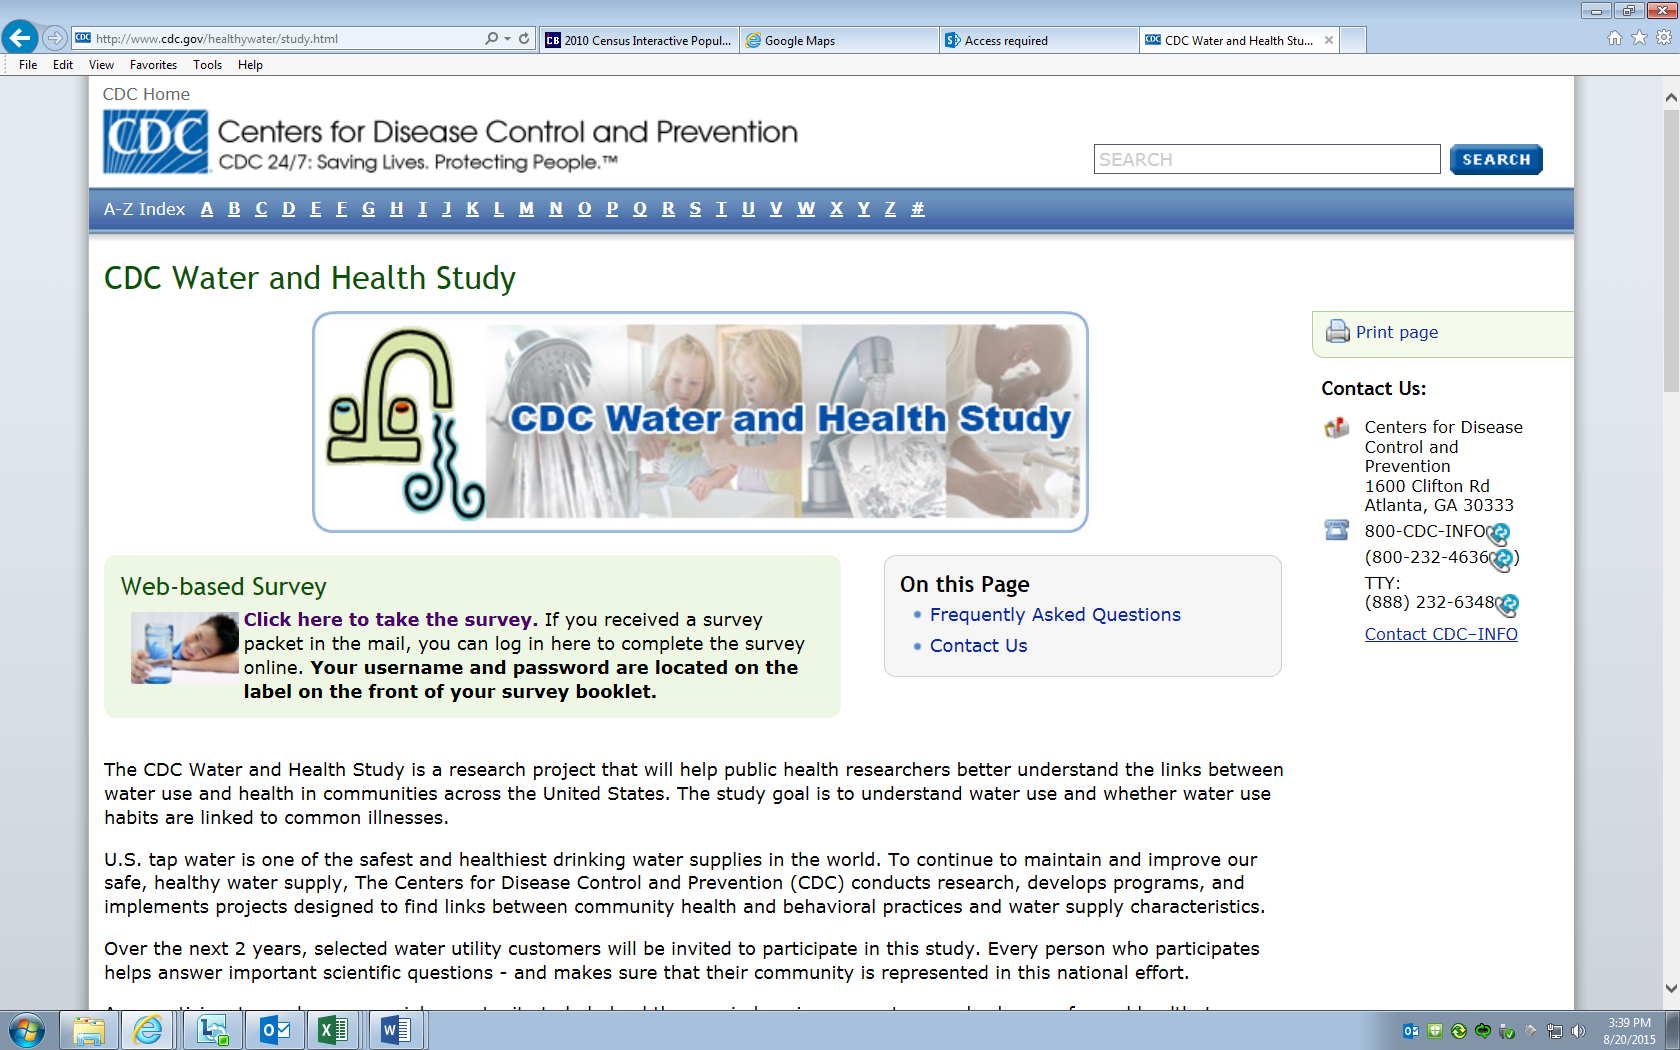 http://www.cdc.gov/healthywater/study.html
2010 Census Interactive Popul...
Google Maps
Access required
CDC Water and Health Stu...
File Edit View Favorites Tools Help
CDC Home
CDC Centers for Disease Control and Prevention
CDC 24/7: Saving Lives. Protecting People.™
SEARCH SEARCH
A-Z Index A B C D E F G H I J K L M N O P Q R S T U V W X Y Z #
CDC Water and Health Study
CDC Water and Health Study
Print page
Contact Us:
Centers for Disease
Control and
Prevention
1600 Clifton Rd
Atlanta, GA 30333
800-CDC-INFO
(800-232-4636)
TTY:
(888) 232-6348
Contact CDC–INFO
Web-based Survey
Click here to take the survey. If you received a survey
packet in the mail, you can log in here to complete the survey
online. Your username and password are located on the
label on the front of your survey booklet.
On this Page
Frequently Asked Questions
Contact Us
The CDC Water and Health Study is a research project that will help public health researchers better understand the links between
water use and health in communities across the United States. The study goal is to understand water use and whether water use
habits are linked to common illnesses.
U.S. tap water is one of the safest and healthiest drinking water supplies in the world. To continue to maintain and improve our
safe, healthy water supply, The Centers for Disease Control and Prevention (CDC) conducts research, develops programs, and
implements projects designed to find links between community health and behavioral practices and water supply characteristics.
Over the next 2 years, selected water utility customers will be invited to participate in this study. Every person who participates
helps answer important scientific questions - and makes sure that their community is represented in this national effort.
3:39 PM
8/20/2015